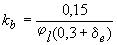 k_b = 0,15 / φ_l(0,3 + δ_e)